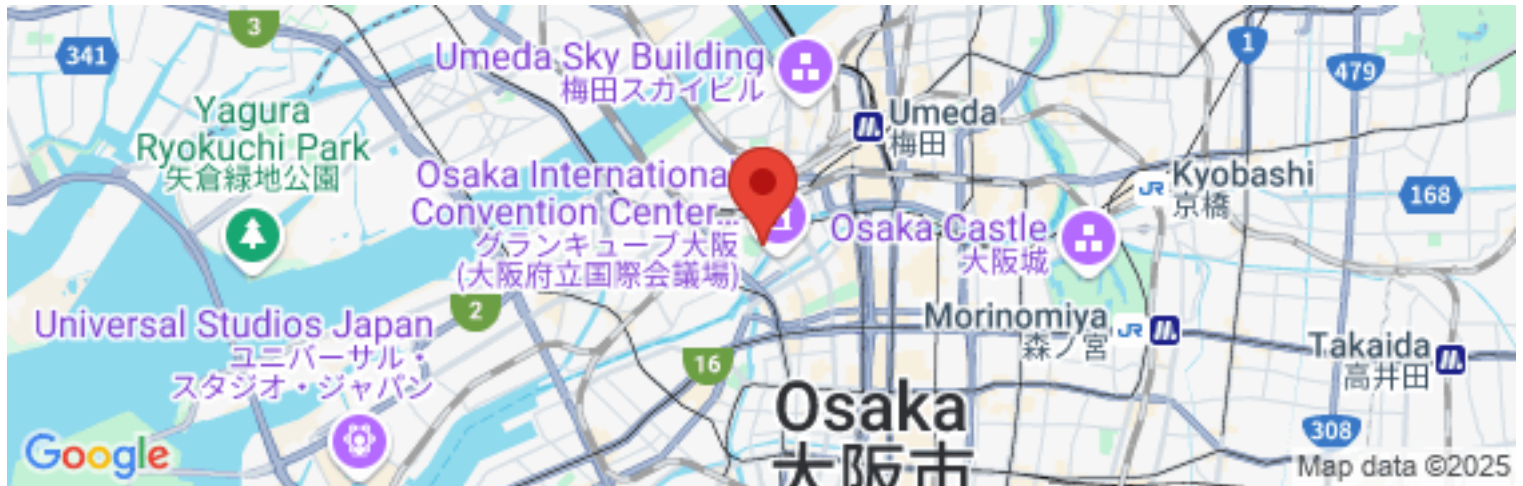 3
341
1
479
Umeda Sky Building
梅田スカイビル
Yagura
Ryokuchi Park
矢倉緑地公園
Umeda
梅田
Osaka Internationa
Convention Center...
グランキューブ大阪
(大阪府立国際会議場)
JR
Kyobashi
京橋
168
Osaka Castle
大阪城
2
Universal Studios Japan
ユニバーサル・
スタジオ・ジャパン
Morinomiya
森ノ宮
JR
16
Takaida
高井田
Osaka
大阪市
308
Google
Map data ©2025